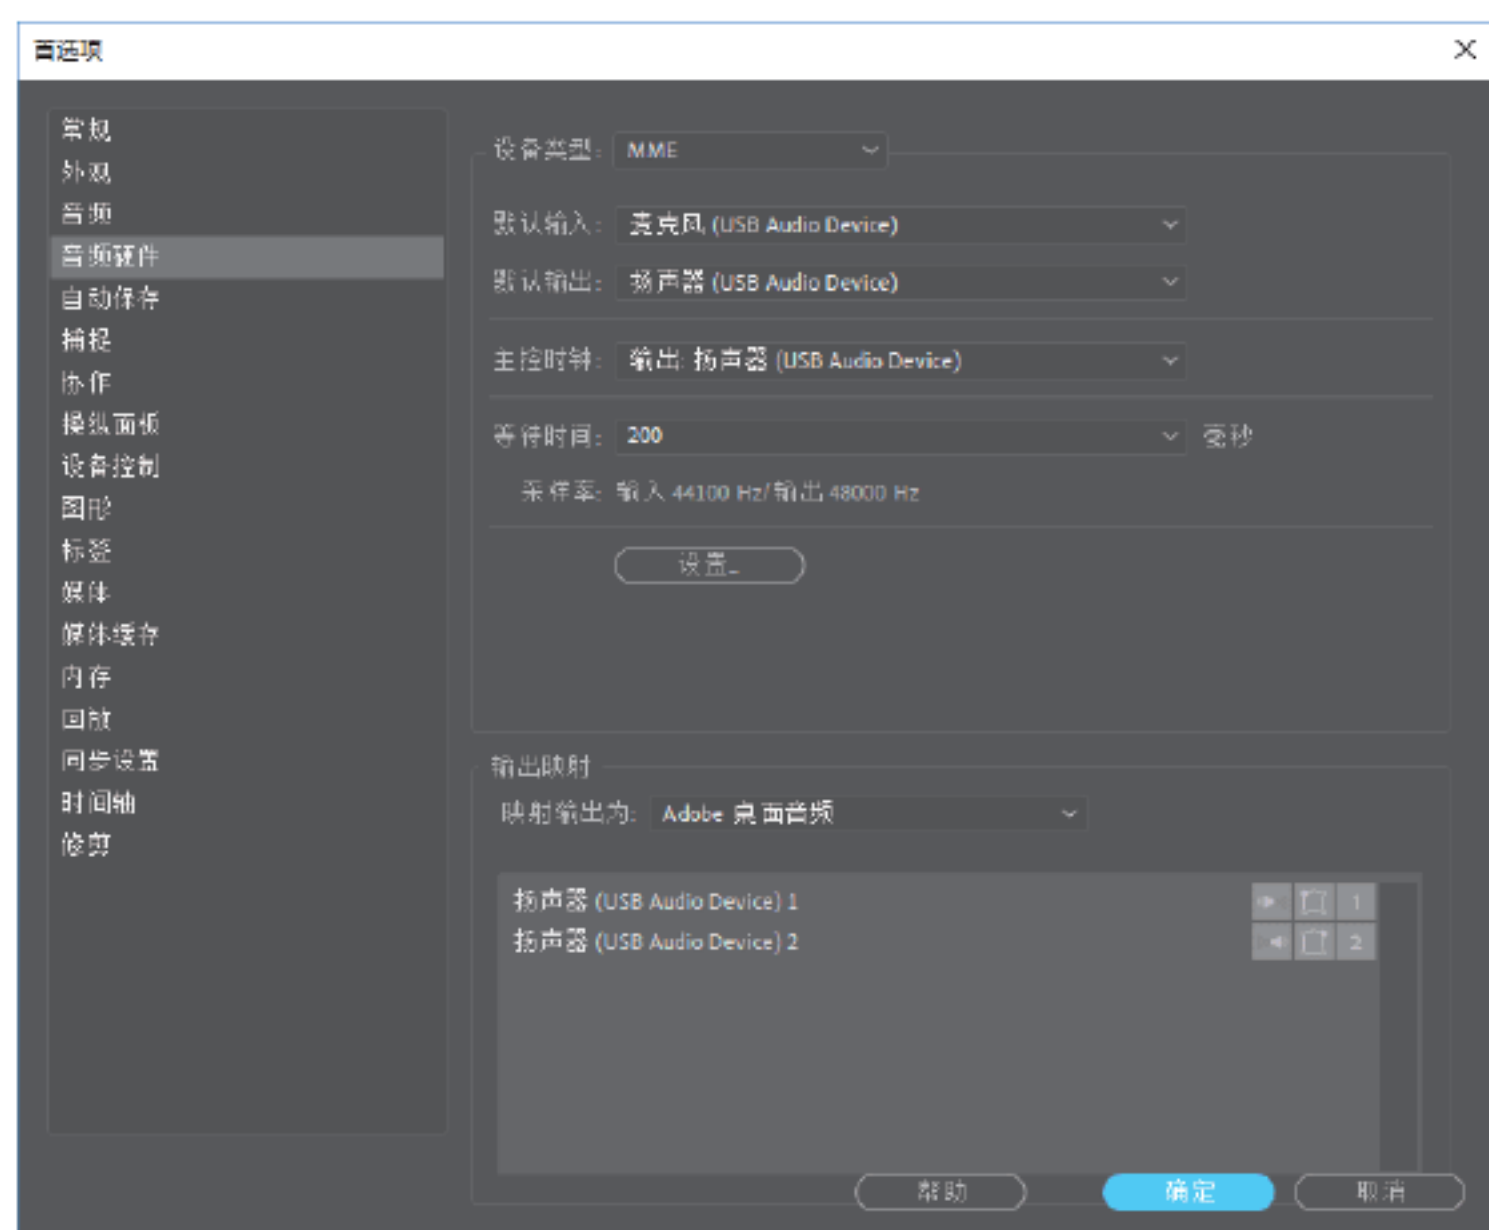 首选项
常规
外观
音频
音频硬件
自动保存
捕捉
协作
操纵面板
设备控制
图形
标签
媒体
媒体缓存
内存
回放
同步设置
时间轴
修剪
设备类型: MME
默认输入: 麦克风 (USB Audio Device)
默认输出: 扬声器 (USB Audio Device)
主控时钟: 输出: 扬声器 (USB Audio Device)
等待时间: 200 毫秒
采样率: 输入 44100 Hz/输出 48000 Hz
设置...
输出映射
映射输出为: Adobe 桌面音频
扬声器 (USB Audio Device) 1 1
扬声器 (USB Audio Device) 2 2
帮助 确定 取消